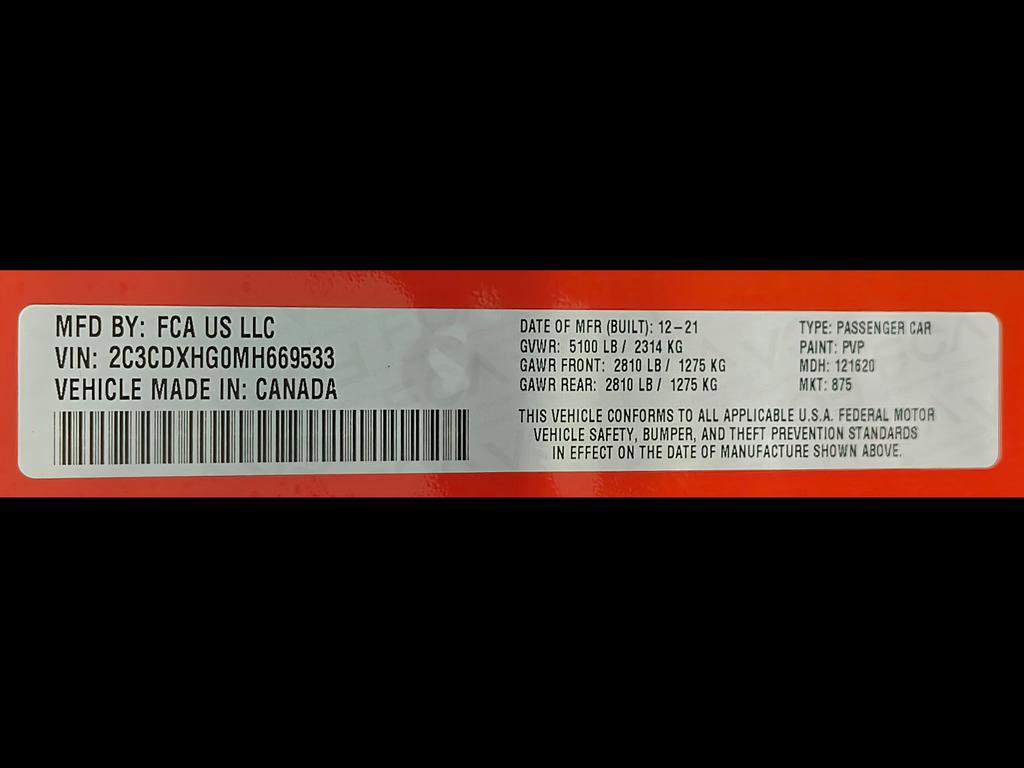 MFD BY: FCA US LLC
VIN: 2C3CDXHG0MH669533
VEHICLE MADE IN: CANADA
DATE OF MFR (BUILT): 12-21
GVWR: 5100 LB / 2314 KG
GAWR FRONT: 2810 LB / 1275 KG
GAWR REAR: 2810 LB / 1275 KG
TYPE: PASSENGER CAR
PAINT: PVP
MDH: 121620
MKT: 875
THIS VEHICLE CONFORMS TO ALL APPLICABLE U.S.A. FEDERAL MOTOR
VEHICLE SAFETY, BUMPER, AND THEFT PREVENTION STANDARDS
IN EFFECT ON THE DATE OF MANUFACTURE SHOWN ABOVE.